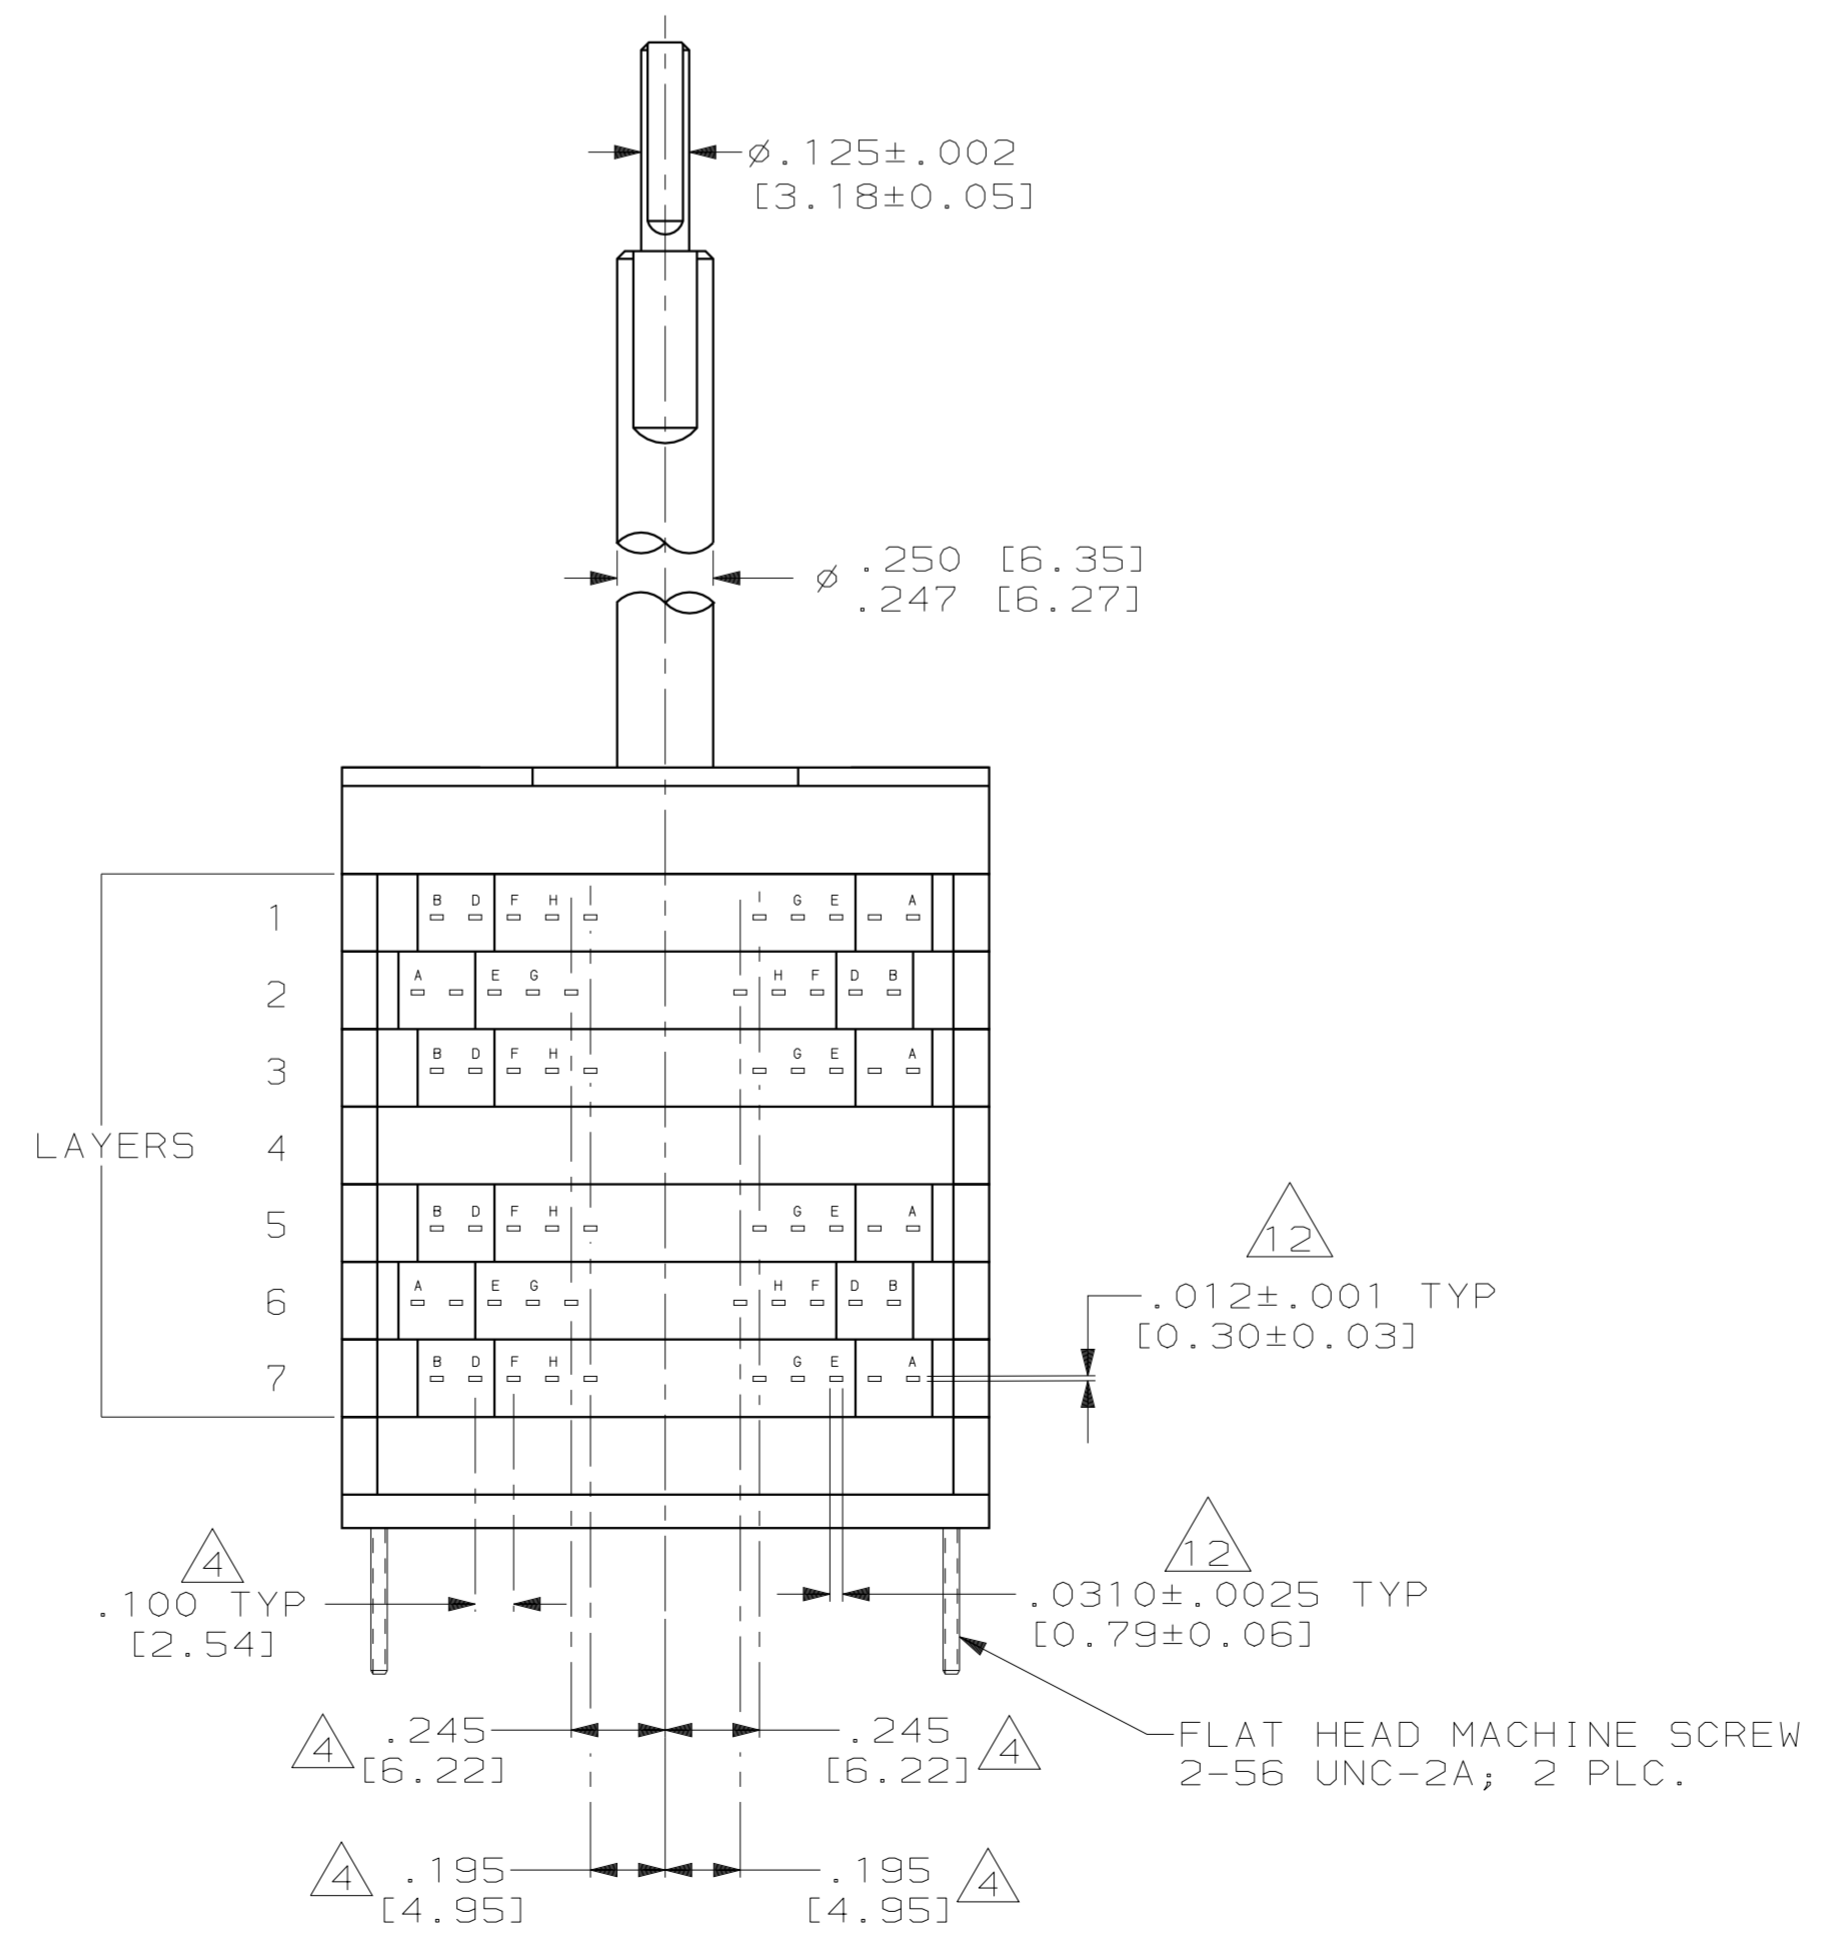 ⌀.125±.002
[3.18±0.05]
⌀ .250 [6.35]
.247 [6.27]
LAYERS
1 B D F H G E A
2 A E G H F D B
3 B D F H G E A
4
5 B D F H G E A
6 A E G H F D B
7 B D F H G E A
12
.012±.001 TYP
[0.30±0.03]
12
.0310±.0025 TYP
[0.79±0.06]
4
.100 TYP
[2.54]
FLAT HEAD MACHINE SCREW
2-56 UNC-2A; 2 PLC.
4 .245
[6.22]
.245 4
[6.22]
4 .195
[4.95]
.195 4
[4.95]